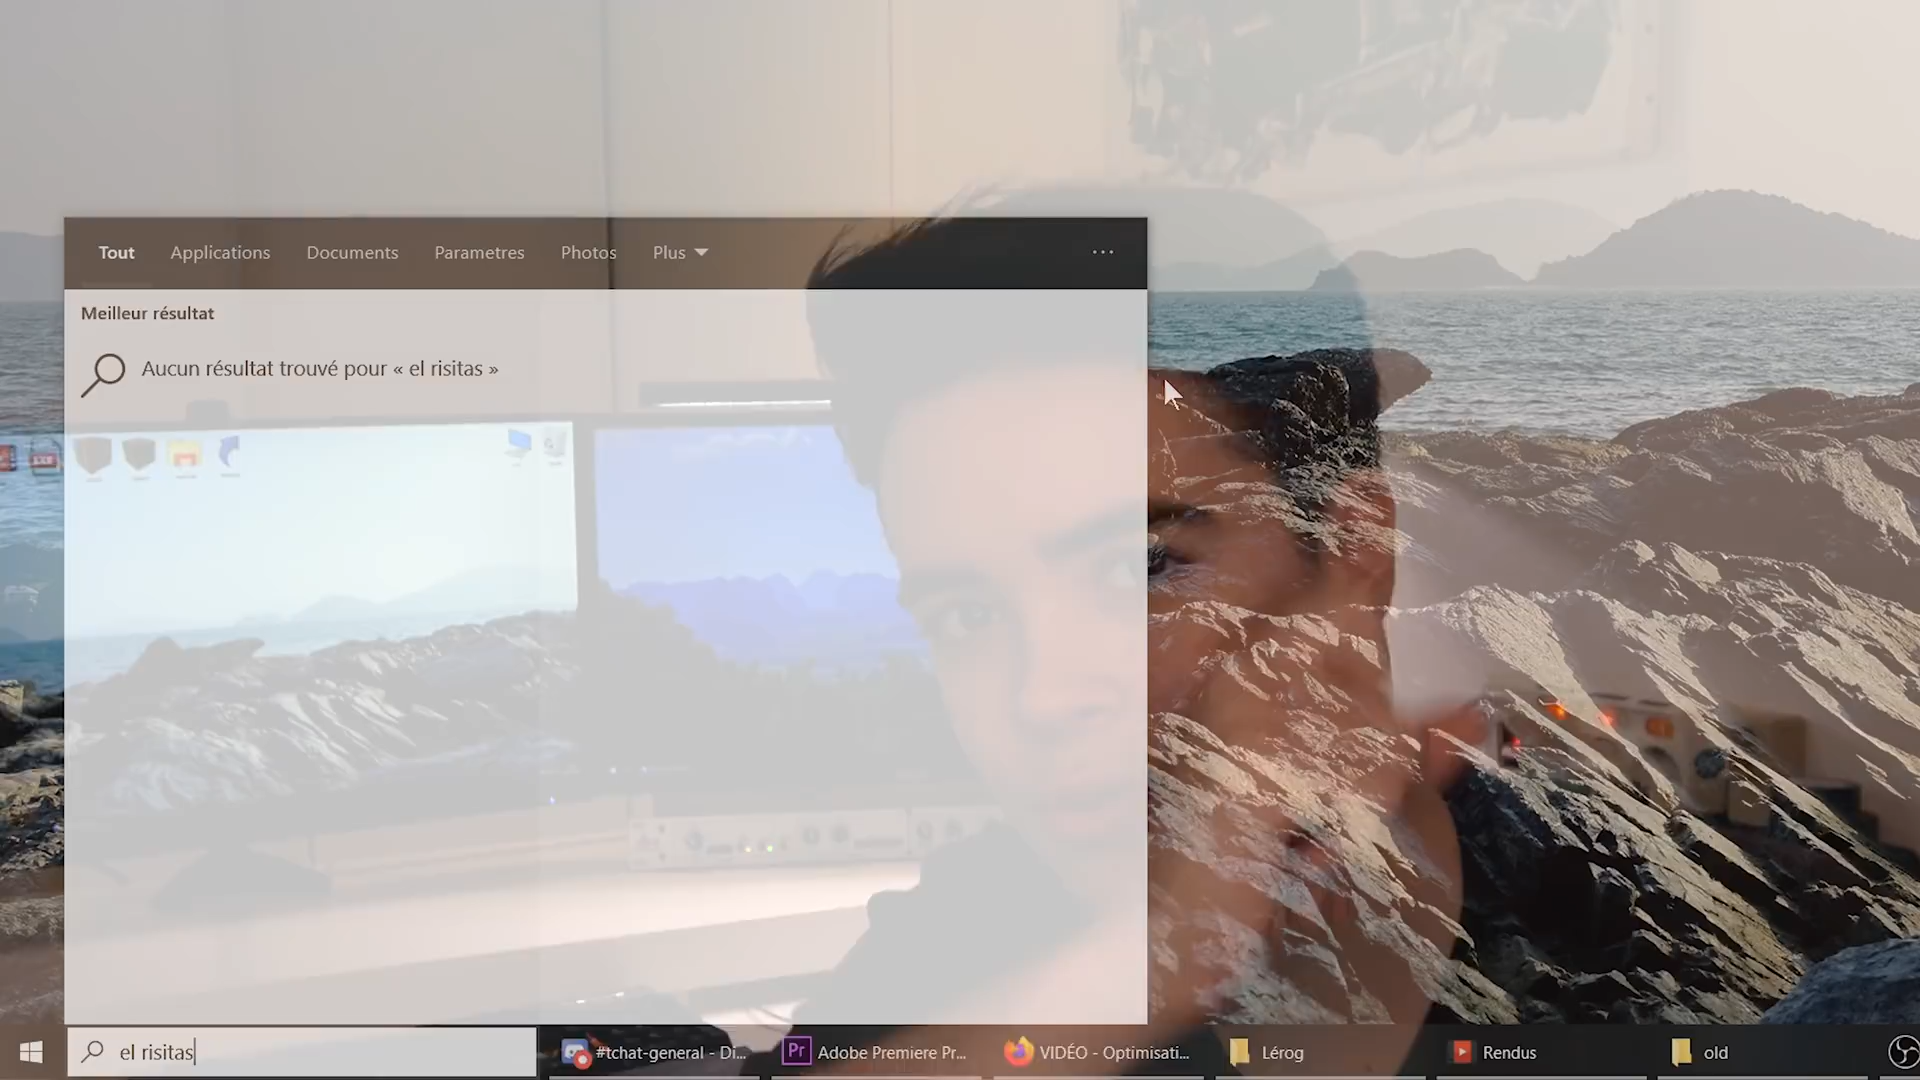 Tout Applications Documents Parametres Photos Plus
Meilleur résultat
Aucun résultat trouvé pour « el risitas »
el risitas
#tchat-general - Di... Adobe Premiere Pr... VIDÉO - Optimisati... Lérog Rendus old
Pr